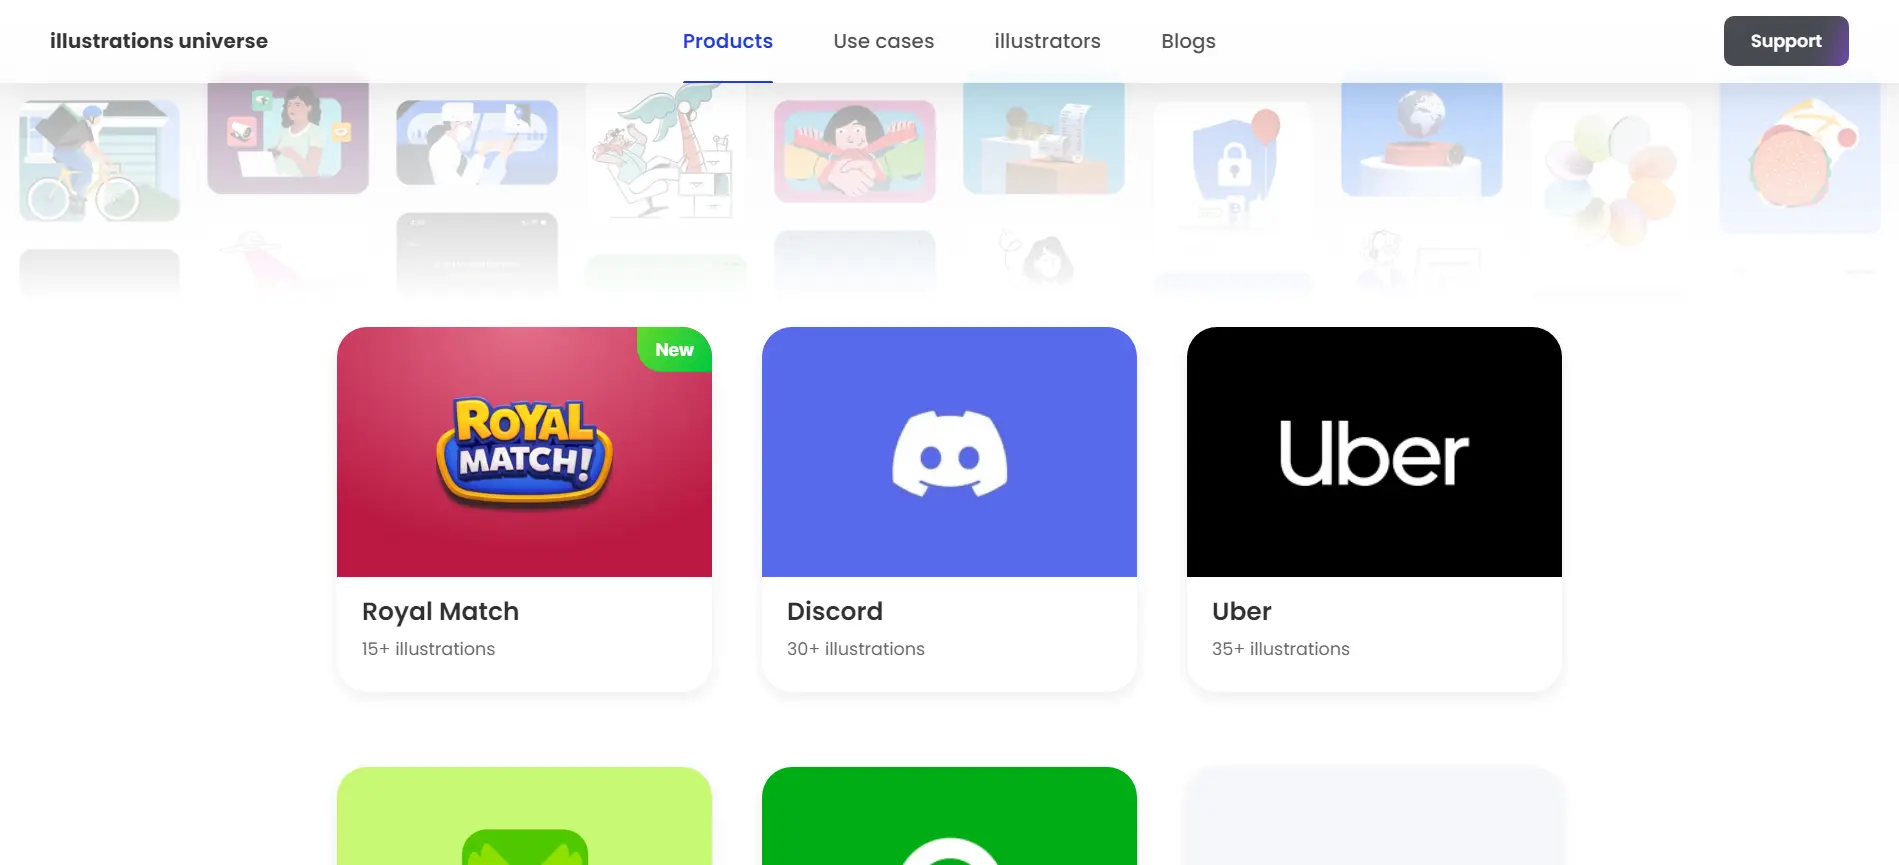 illustrations universe
Products
Use cases
illustrators
Blogs
Support
New
ROYAL
MATCH!
Uber
Royal Match
15+ illustrations
Discord
30+ illustrations
Uber
35+ illustrations